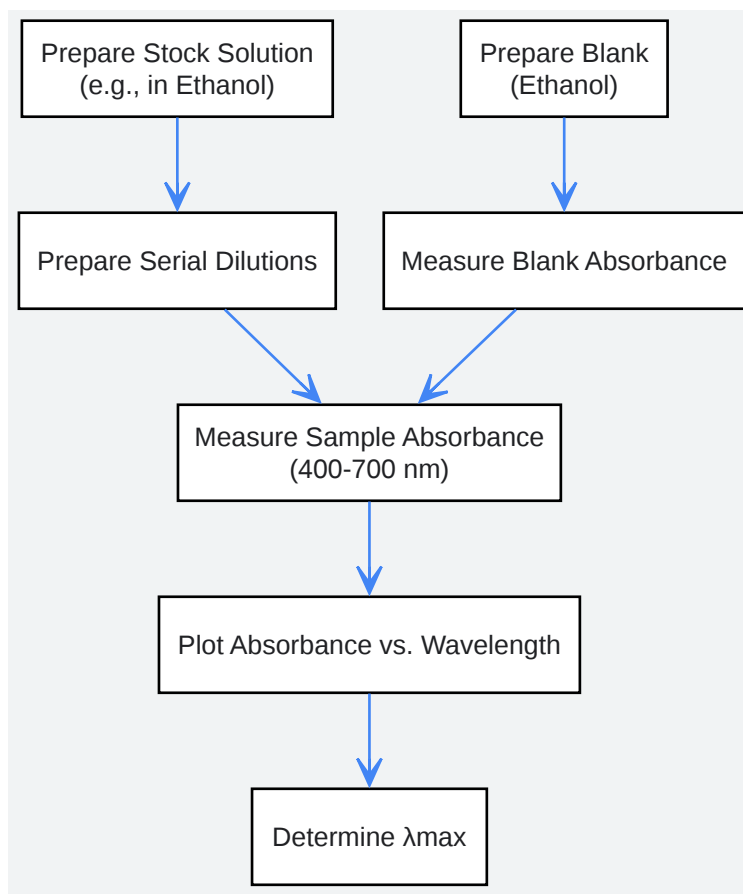 Prepare Stock Solution
(e.g., in Ethanol)
Prepare Blank
(Ethanol)
Prepare Serial Dilutions
Measure Blank Absorbance
Measure Sample Absorbance
(400-700 nm)
Plot Absorbance vs. Wavelength
Determine λmax